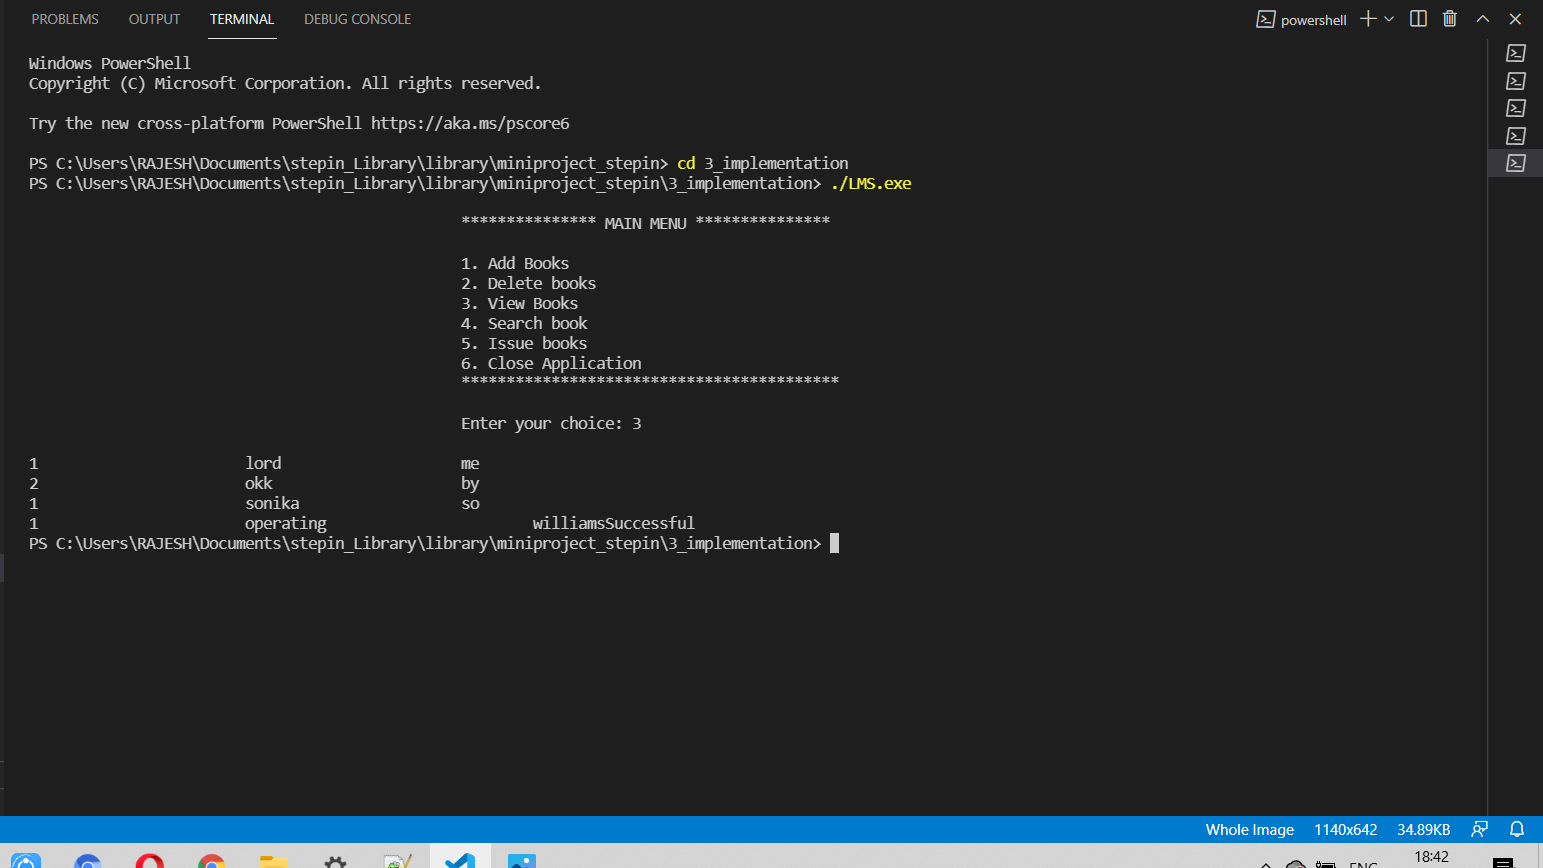 PROBLEMS OUTPUT TERMINAL DEBUG CONSOLE powershell
Windows PowerShell
Copyright (C) Microsoft Corporation. All rights reserved.
Try the new cross-platform PowerShell https://aka.ms/pscore6
PS C:\Users\RAJESH\Documents\stepin_Library\library\miniproject_stepin> cd 3_implementation
PS C:\Users\RAJESH\Documents\stepin_Library\library\miniproject_stepin\3_implementation> ./LMS.exe
*************** MAIN MENU ***************
1. Add Books
2. Delete books
3. View Books
4. Search book
5. Issue books
6. Close Application
******************************************
Enter your choice: 3
1 lord me
2 okk by
1 sonika so
1 operating williamsSuccessful
PS C:\Users\RAJESH\Documents\stepin_Library\library\miniproject_stepin\3_implementation>
Whole Image 1140x642 34.89KB
ENG 18:42